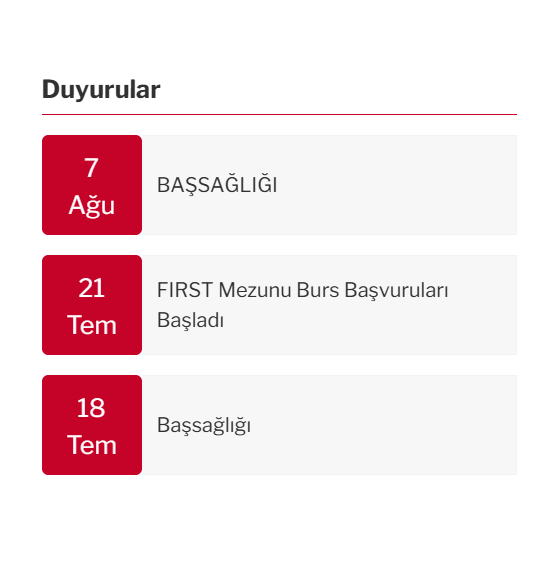 Duyurular
7
Ağu
BAŞSAĞLIĞI
21
Tem
FIRST Mezunu Burs Başvuruları
Başladı
18
Tem
Başsağlığı